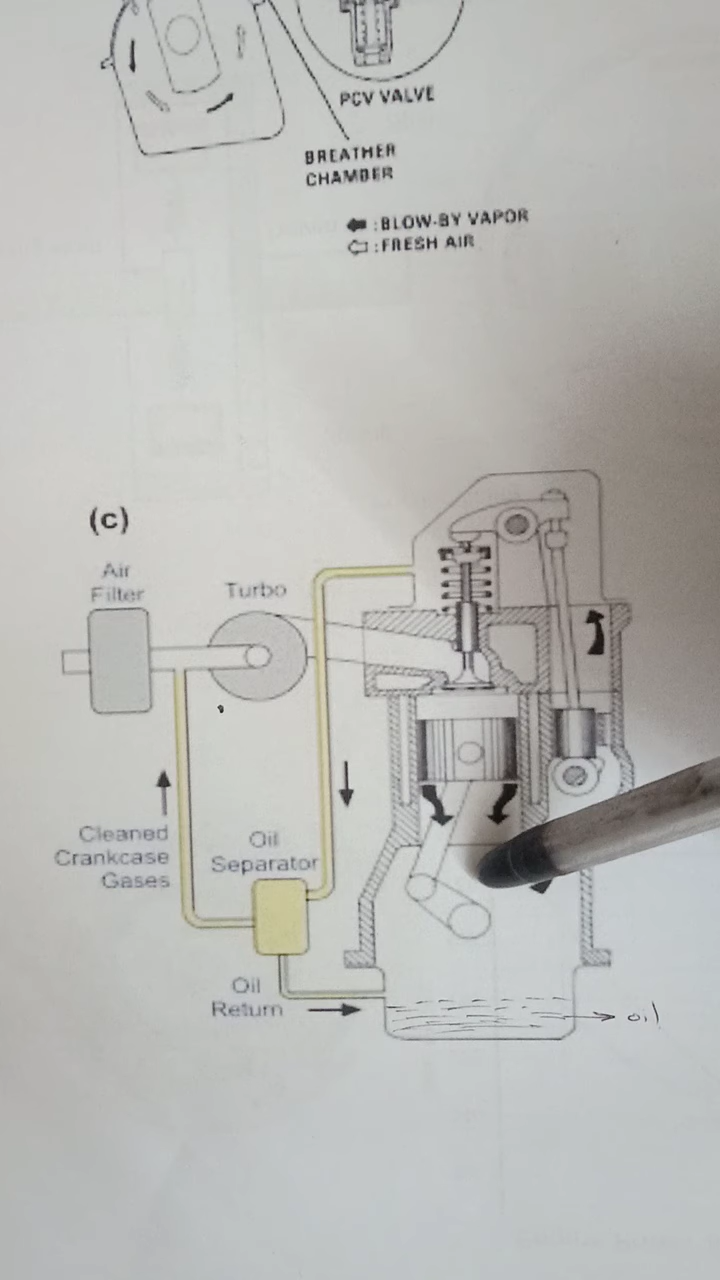 PCV VALVE
BREATHER
CHAMBER
:BLOW-BY VAPOR
:FRESH AIR
(c)
Air
Filter
Turbo
Cleaned
Crankcase
Gases
Oil
Separator
Oil
Return
oil